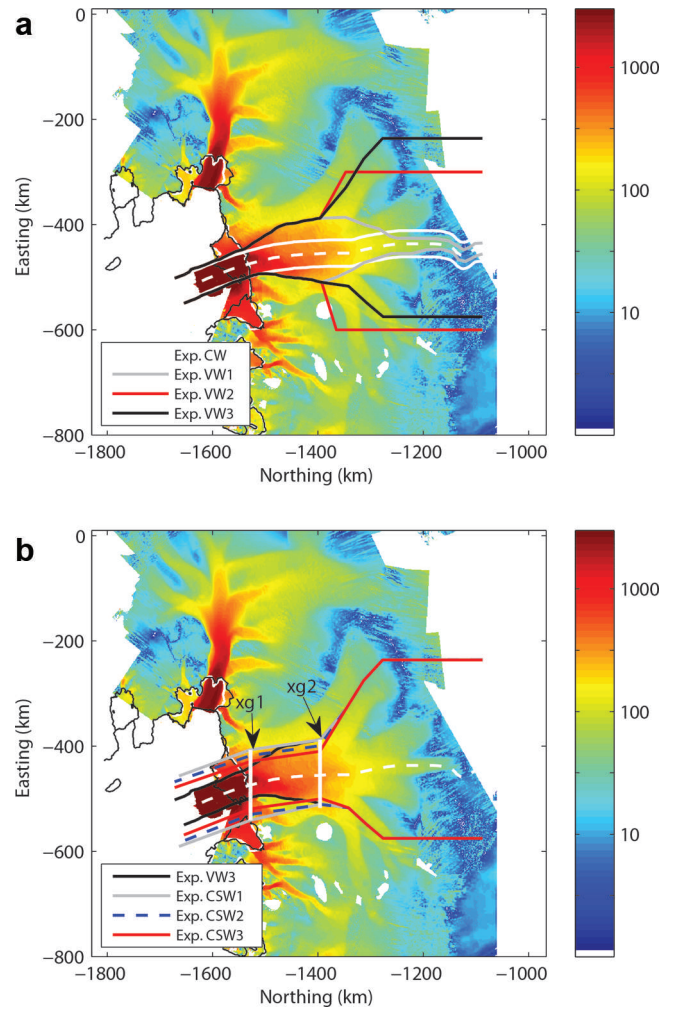 a
0
−200
−400
−600
−800
Easting (km)
−1800
−1600
−1400
−1200
−1000
Northing (km)
Exp. CW
Exp. VW1
Exp. VW2
Exp. VW3
1000
100
10
b
0
−200
−400
−600
−800
Easting (km)
xg1
xg2
−1800
−1600
−1400
−1200
−1000
Northing (km)
Exp. VW3
Exp. CSW1
Exp. CSW2
Exp. CSW3
1000
100
10